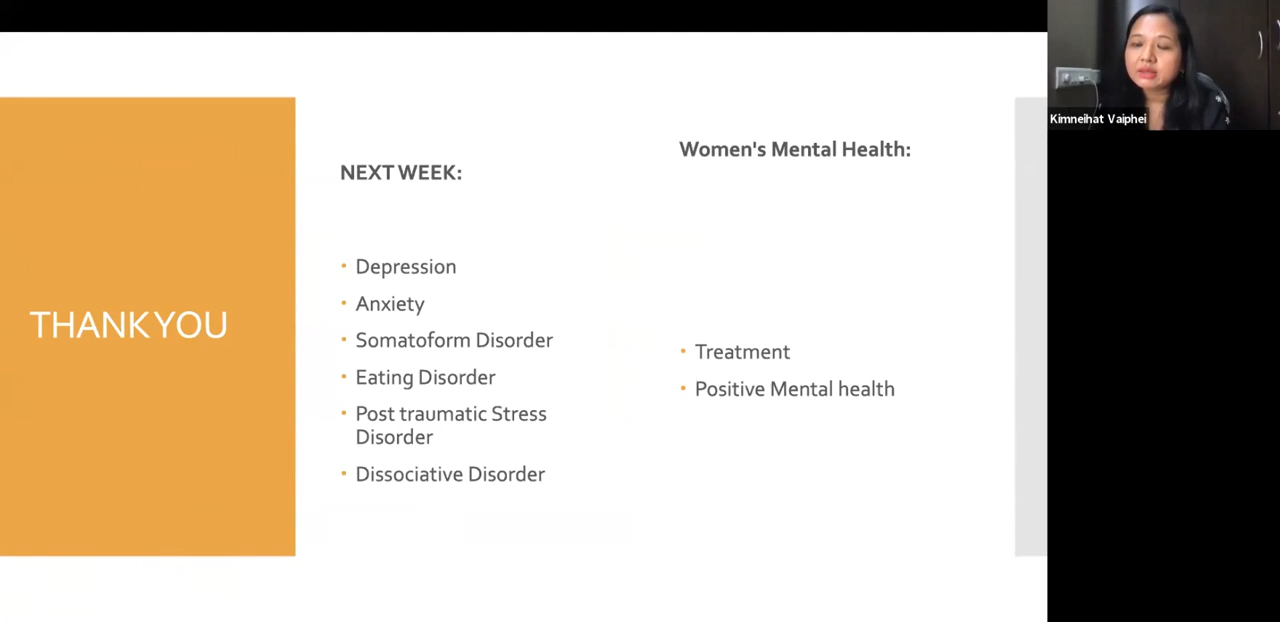 THANK YOU
NEXT WEEK:
• Depression
• Anxiety
• Somatoform Disorder
• Eating Disorder
• Post traumatic Stress
Disorder
• Dissociative Disorder
Women's Mental Health:
• Treatment
• Positive Mental health
Kimneihat Vaiphei